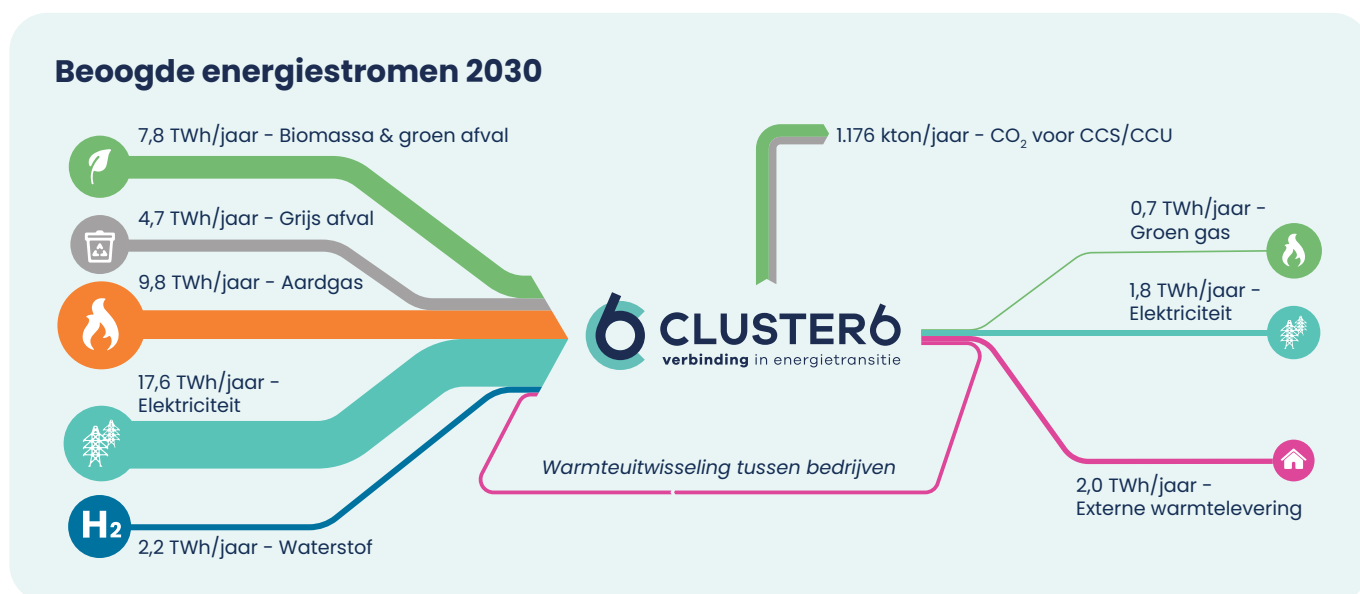 Beoogde energiestromen 2030
7,8 TWh/jaar - Biomassa & groen afval
4,7 TWh/jaar - Grijs afval
9,8 TWh/jaar - Aardgas
17,6 TWh/jaar -
Elektriciteit
H2
2,2 TWh/jaar - Waterstof
6 CLUSTER6
verbinding in energietransitie
Warmteuitwisseling tussen bedrijven
1.176 kton/jaar - CO2 voor CCS/CCU
0,7 TWh/jaar -
Groen gas
1,8 TWh/jaar -
Elektriciteit
2,0 TWh/jaar -
Externe warmtelevering